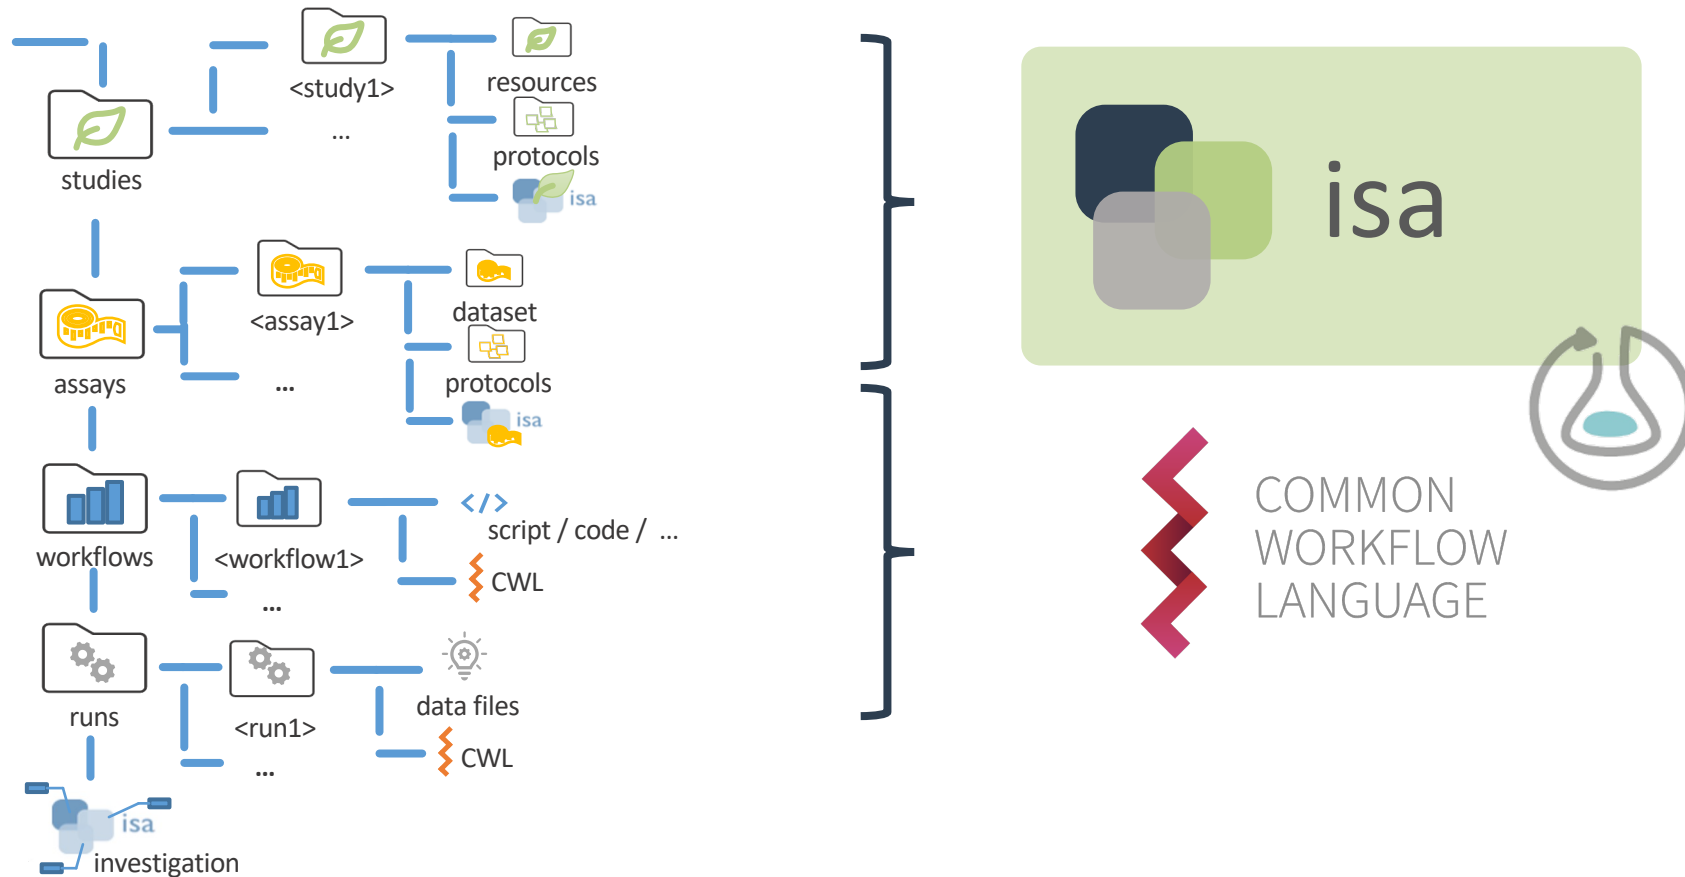 resources
<study1>
protocols
...
studies
isa
isa
dataset
<assay1>
protocols
assays
...
isa
</>
script / code / ...
workflows
<workflow1>
CWL
...
COMMON
WORKFLOW
LANGUAGE
data files
runs
<run1>
CWL
...
isa
investigation